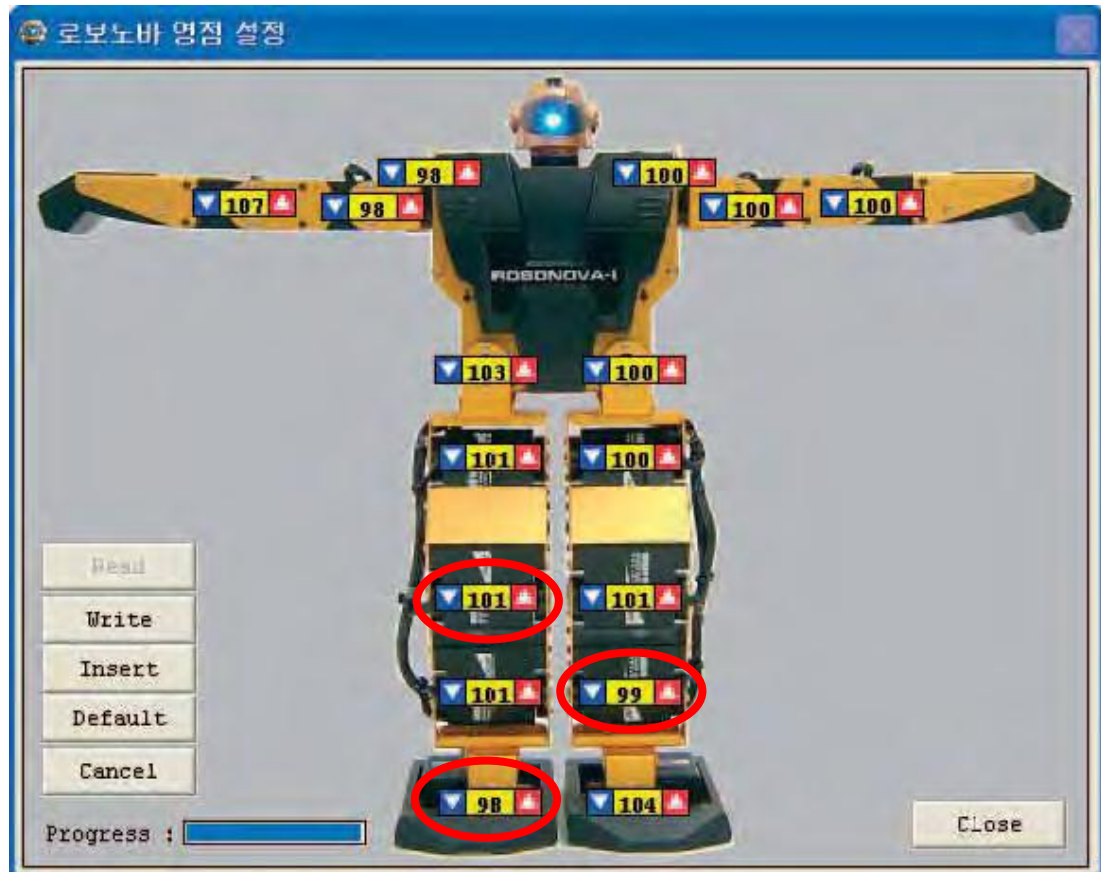 로보노바 영점 설정
98 100
107 98 100 100
ROBONOVA-I
103 100
101 100
101 101
101 99
98 104
Read
Write
Insert
Default
Cancel
Progress :
Close